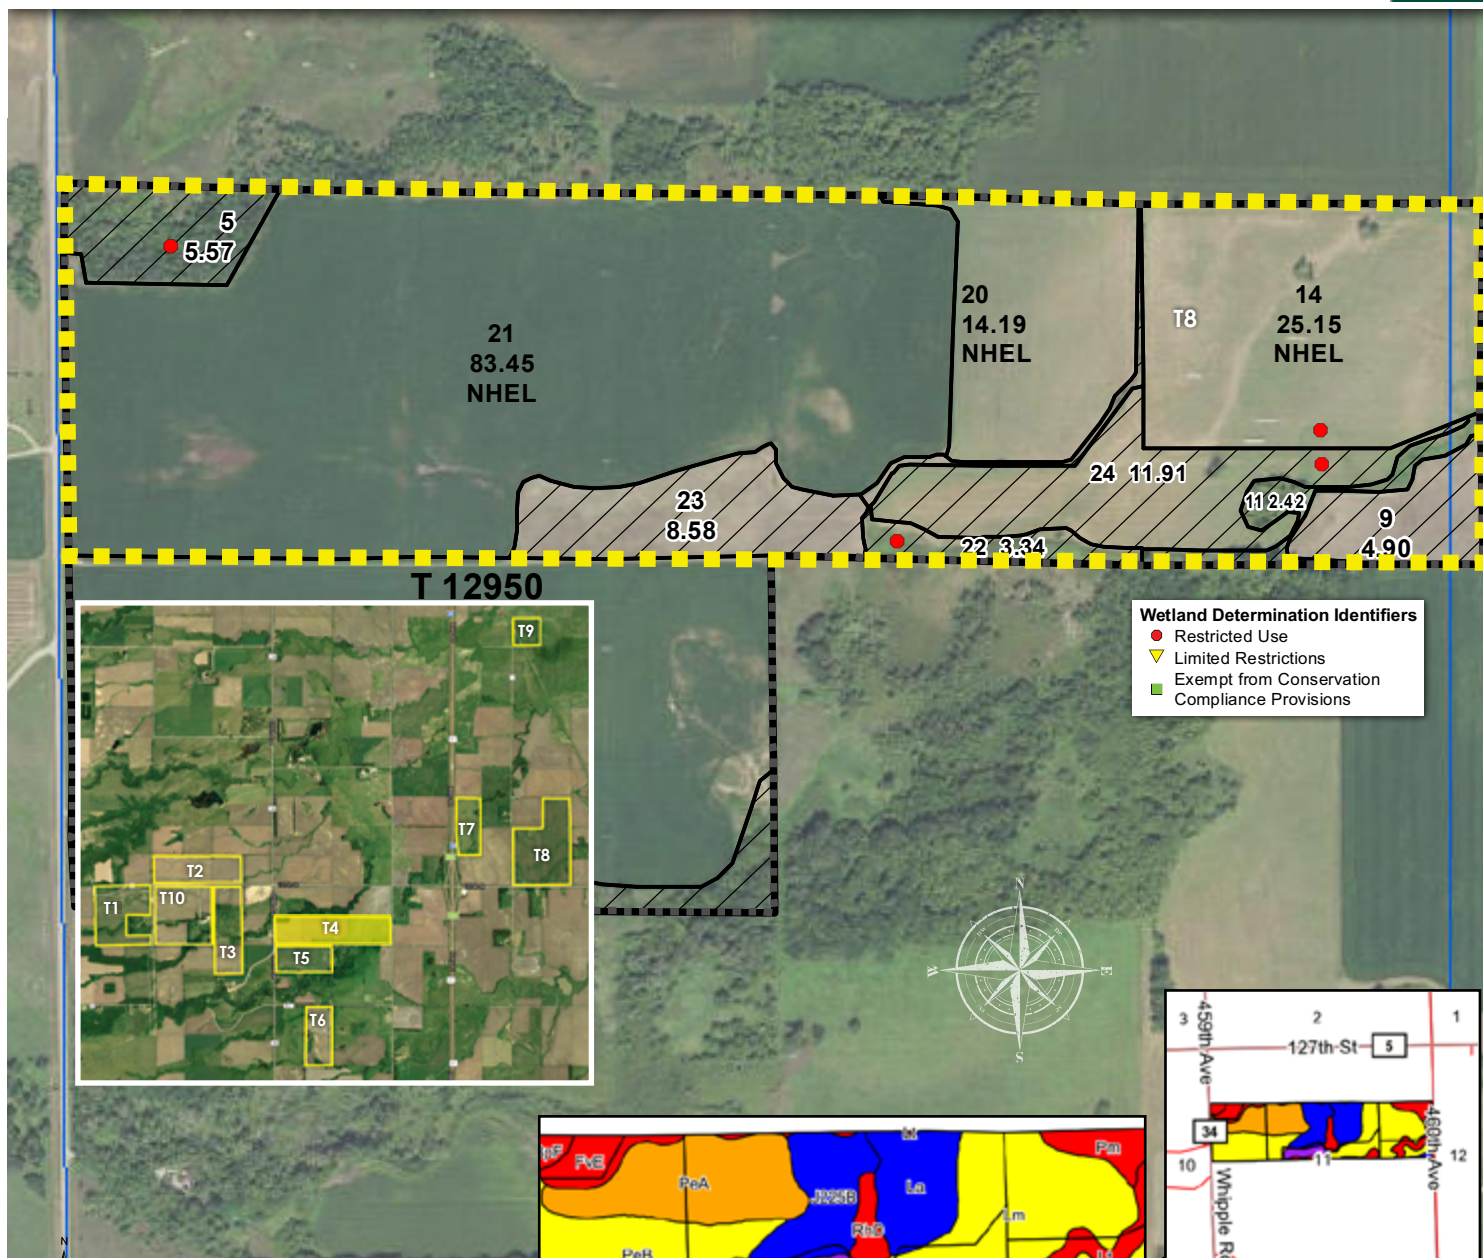 5
5.57
21
83.45
NHEL
20
14.19
NHEL
T8
14
25.15
NHEL
24 11.91
23
8.58
11 2.42
9
4.90
22 3.34
T 12950
Wetland Determination Identifiers
Restricted Use
Limited Restrictions
Exempt from Conservation
Compliance Provisions
T9
T7
T8
T2
T1
T10
T3
T4
T5
T6
N
W
E
S
N
3
2
1
459th Ave
127th St
5
34
460th Ave
10
11
12
Whipple
FvE
PeA
J225B
La
Lt
Pm
RhD
Lm
PeB